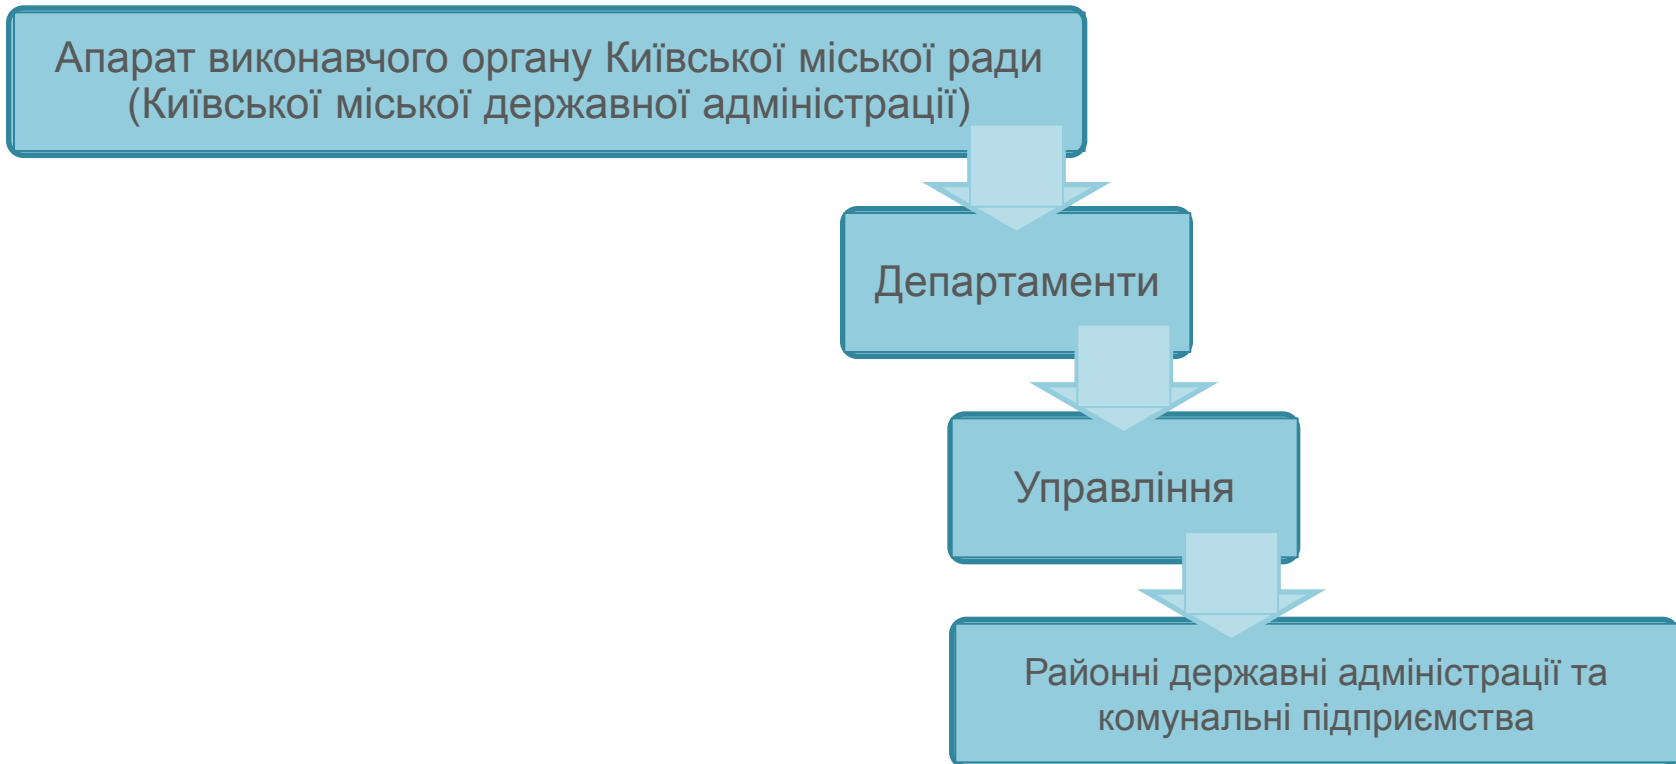 Апарат виконавчого органу Київської міської ради
(Київської міської державної адміністрації)
Департаменти
Управління
Районні державні адміністрації та
комунальні підприємства